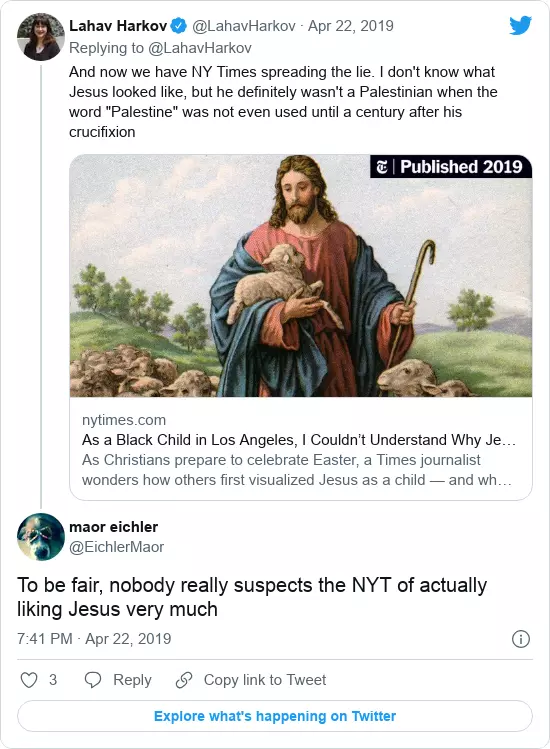 Lahav Harkov @LahavHarkov · Apr 22, 2019
Replying to @LahavHarkov
And now we have NY Times spreading the lie. I don't know what
Jesus looked like, but he definitely wasn't a Palestinian when the
word "Palestine" was not even used until a century after his
crucifixion
Published 2019
nytimes.com
As a Black Child in Los Angeles, I Couldn’t Understand Why Je…
As Christians prepare to celebrate Easter, a Times journalist
wonders how others first visualized Jesus as a child — and wh…
maor eichler
@EichlerMaor
To be fair, nobody really suspects the NYT of actually
liking Jesus very much
7:41 PM · Apr 22, 2019
3 Reply Copy link to Tweet
Explore what's happening on Twitter